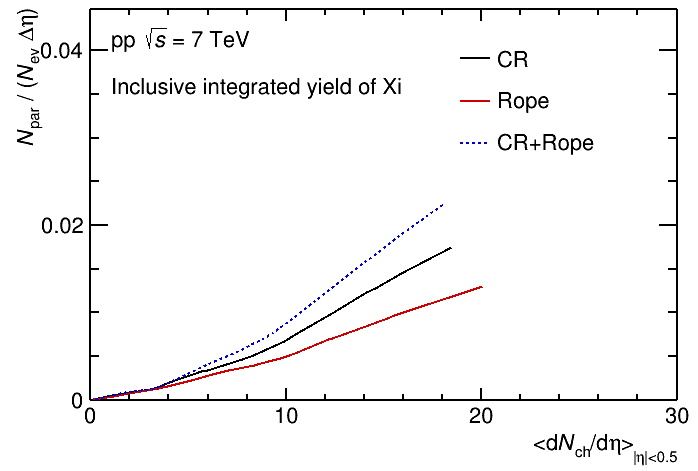 N_par / (N_ev Δη)
pp √s = 7 TeV
Inclusive integrated yield of Xi
CR
Rope
CR+Rope
0.04
0.02
0
0 10 20 30
<dN_ch/dη>_|η|<0.5